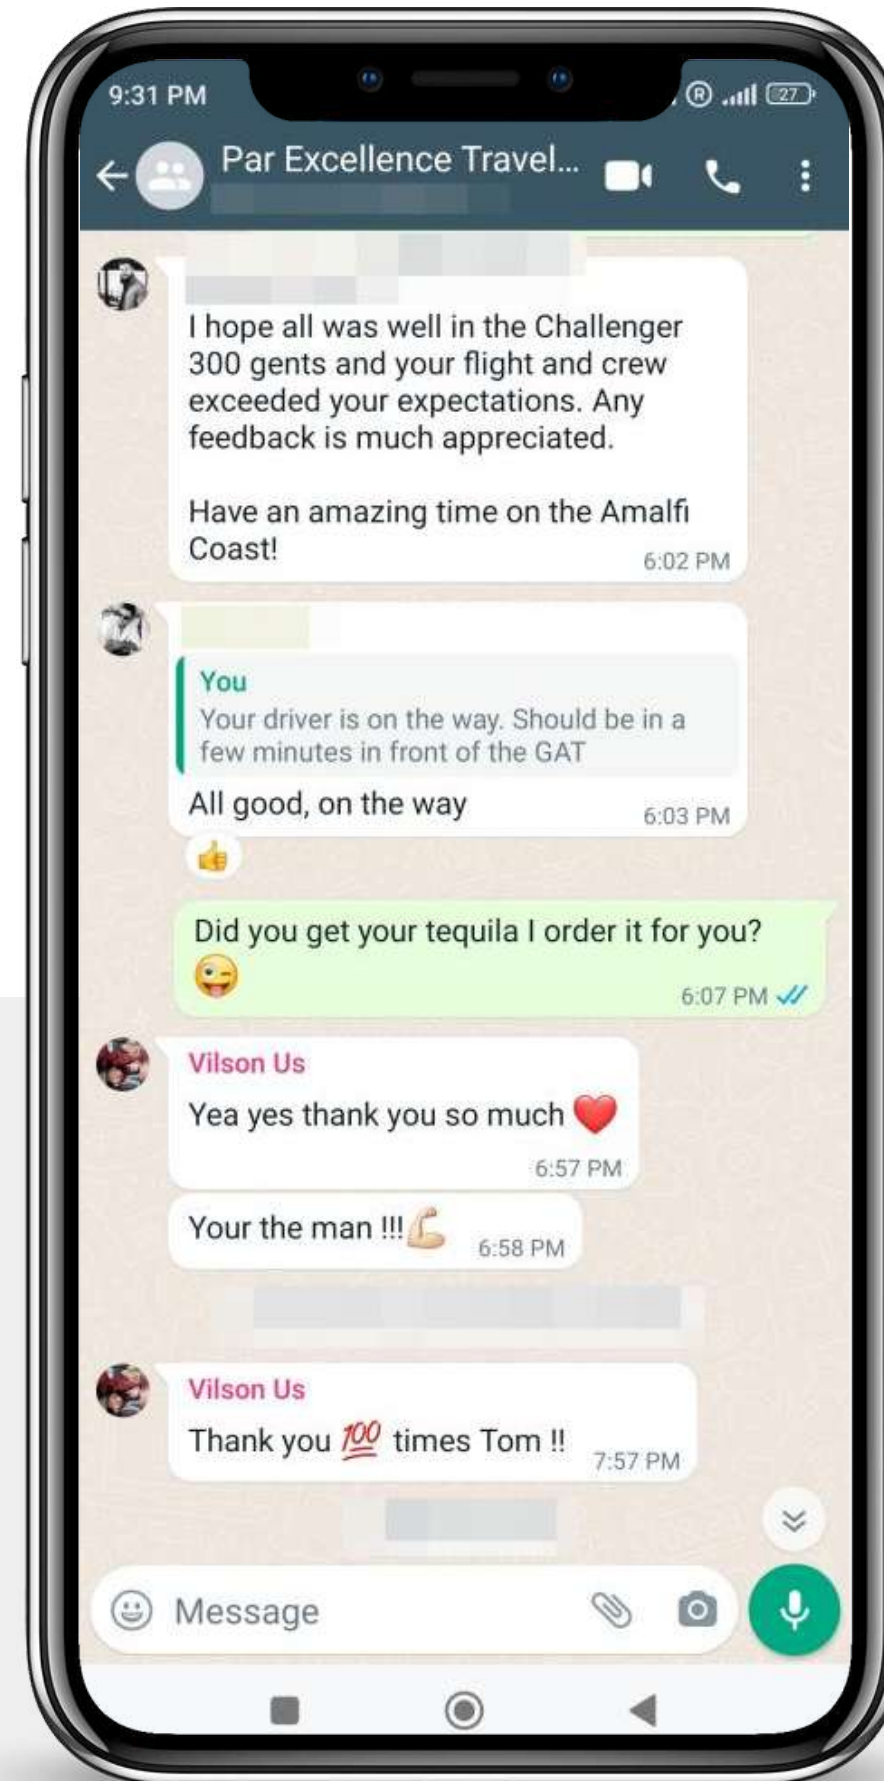 9:31 PM
® 27
Par Excellence Travel...
I hope all was well in the Challenger
300 gents and your flight and crew
exceeded your expectations. Any
feedback is much appreciated.
Have an amazing time on the Amalfi
Coast!
6:02 PM
You
Your driver is on the way. Should be in a
few minutes in front of the GAT
All good, on the way
6:03 PM
👍
Did you get your tequila I order it for you?
😜
6:07 PM
Vilson Us
Yea yes thank you so much ❤️
6:57 PM
Your the man !!!💪🏻
6:58 PM
Vilson Us
Thank you 💯 times Tom !!
7:57 PM
Message